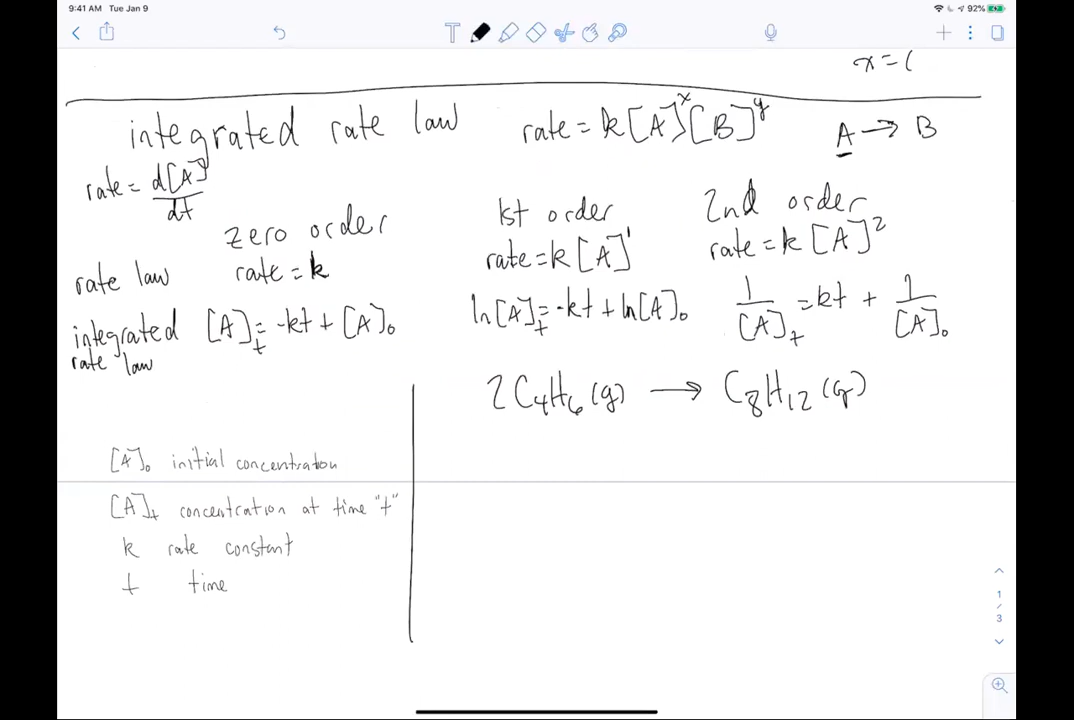 9:41 AM Tue Jan 9
92%
x = (
integrated rate law
rate = k[A]ˣ[B]ʸ
A → B
rate = d[A]/dt
zero order
1st order
2nd order
rate law
rate = k
rate = k[A]¹
rate = k[A]²
integrated rate law
[A]ₜ = -kt + [A]₀
ln[A]ₜ = -kt + ln[A]₀
1/[A]ₜ = kt + 1/[A]₀
2C₄H₆(g) → C₈H₁₂(g)
[A]₀ initial concentration
[A]ₜ concentration at time "t"
k rate constant
t time
1
/
3